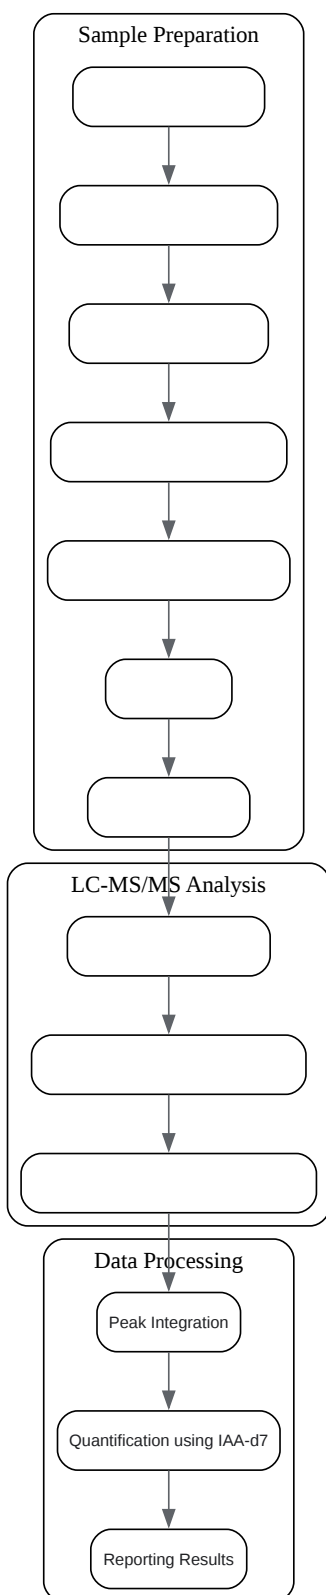 Sample Preparation
LC-MS/MS Analysis
Data Processing
Peak Integration
Quantification using IAA-d7
Reporting Results